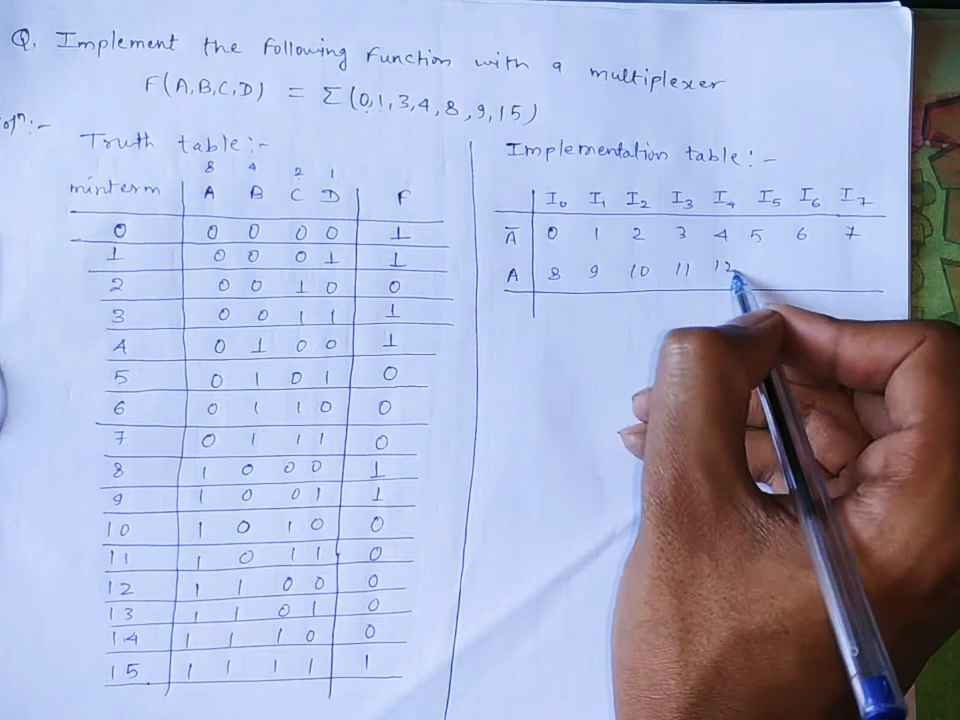 Q. Implement the following function with a multiplexer
F(A,B,C,D) = Σ(0,1,3,4,8,9,15)
olⁿ:-
Truth table:-
8 4 2 1
minterm A B C D F
0 0 0 0 0 1
1 0 0 0 1 1
2 0 0 1 0 0
3 0 0 1 1 1
4 0 1 0 0 1
5 0 1 0 1 0
6 0 1 1 0 0
7 0 1 1 1 0
8 1 0 0 0 1
9 1 0 0 1 1
10 1 0 1 0 0
11 1 0 1 1 0
12 1 1 0 0 0
13 1 1 0 1 0
14 1 1 1 0 0
15 1 1 1 1 1
Implementation table:-
I₀ I₁ I₂ I₃ I₄ I₅ I₆ I₇
Ā 0 1 2 3 4 5 6 7
A 8 9 10 11 12